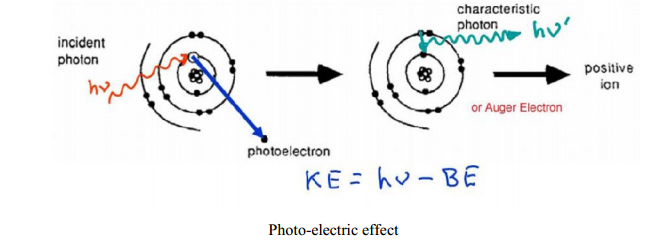 incident
photon
hν
photoelectron
characteristic
photon
hν'
or Auger Electron
positive
ion
KE = hν - BE
Photo-electric effect